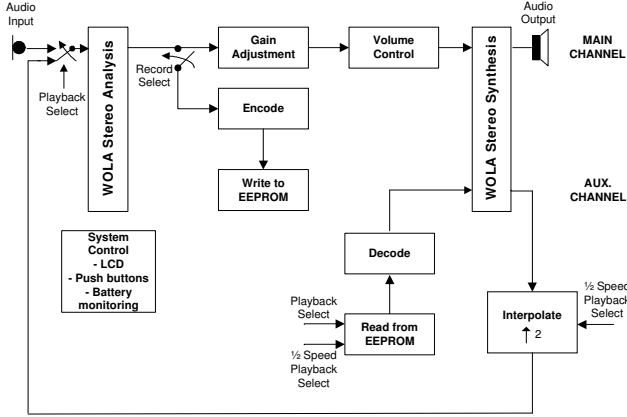 Audio
Input
Playback
Select
WOLA Stereo Analysis
Record
Select
Gain
Adjustment
Volume
Control
Encode
Write to
EEPROM
WOLA Stereo Synthesis
Audio
Output
MAIN
CHANNEL
AUX.
CHANNEL
System
Control
- LCD
- Push buttons
- Battery
monitoring
Decode
Playback
Select
½ Speed
Playback
Select
Read from
EEPROM
Interpolate
↑ 2
½ Speed
Playback
Select